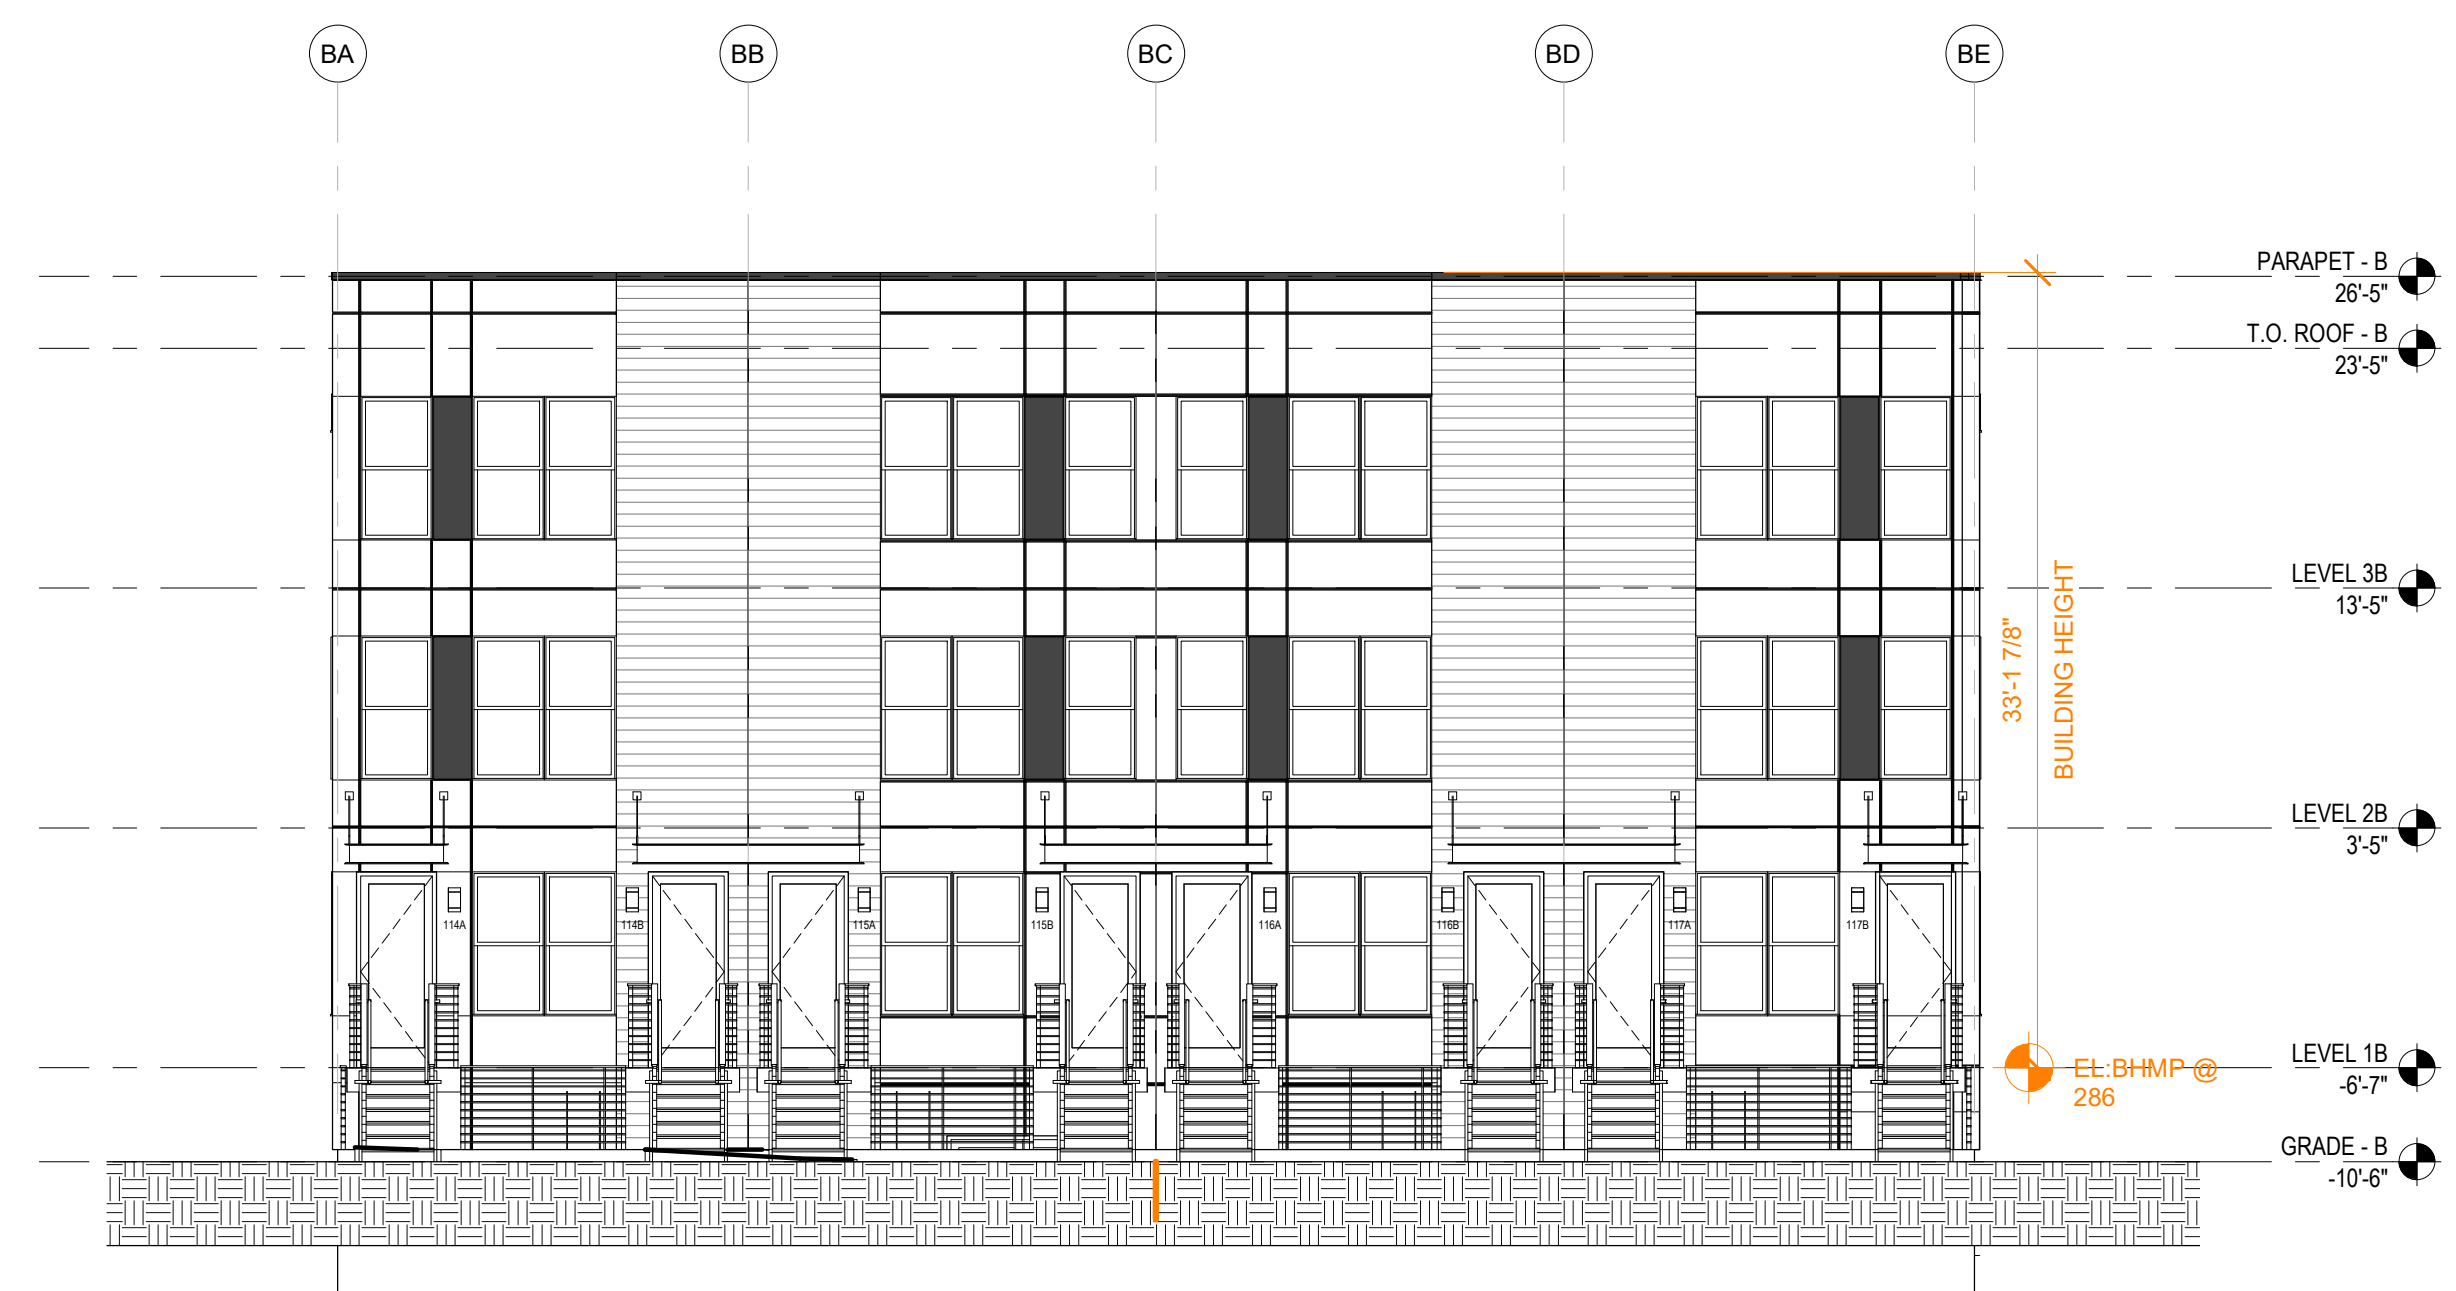 BA
BB
BC
BD
BE
PARAPET - B
26'-5"
T.O. ROOF - B
23'-5"
LEVEL 3B
13'-5"
33'-1 7/8"
BUILDING HEIGHT
LEVEL 2B
3'-5"
114A
114B
115A
115B
116A
116B
117A
117B
LEVEL 1B
-6'-7"
EL:BHMP @
286
GRADE - B
-10'-6"